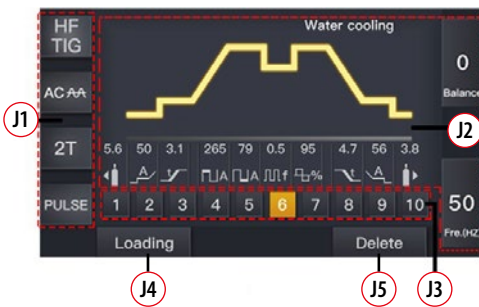 HF
TIG
Water cooling
0
Balance
AC
J1
J2
2T
5.6 50 3.1 265 79 0.5 95 4.7 56 3.8
A A A f % A
PULSE
1 2 3 4 5 6 7 8 9 10
50
Fre.(HZ)
Loading
Delete
J4
J5
J3